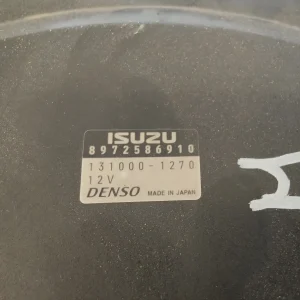 ISUZU
8972586910
131000-1270
12V
DENSO MADE IN JAPAN